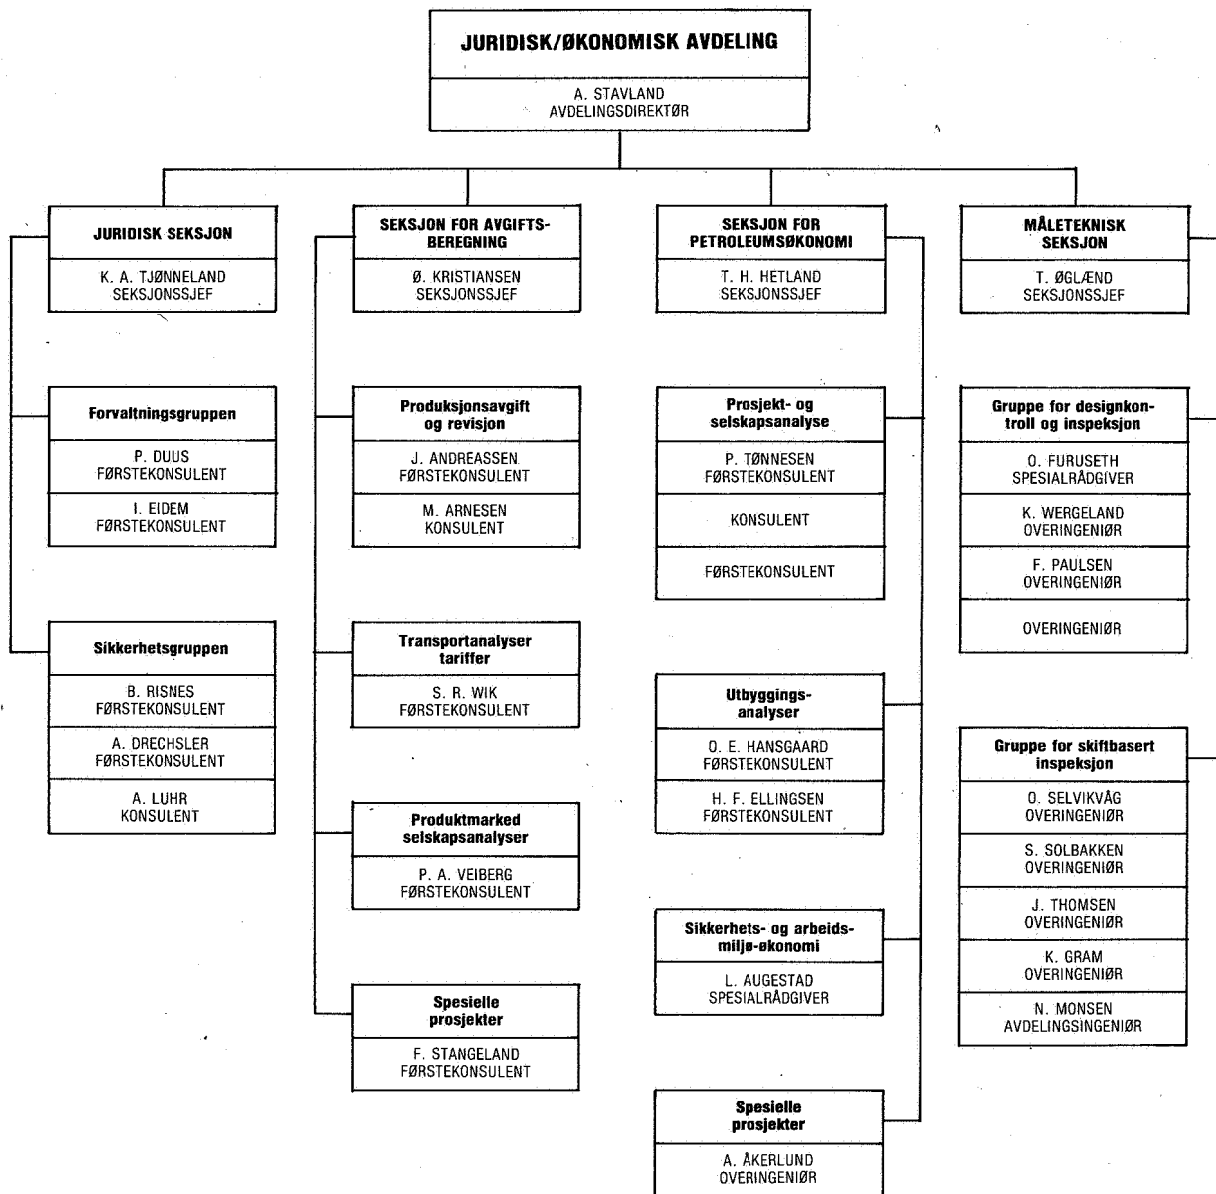 JURIDISK/ØKONOMISK AVDELING
A. STAVLAND
AVDELINGSDIREKTØR
JURIDISK SEKSJON
K. A. TJØNNELAND
SEKSJONSSJEF
Forvaltningsgruppen
P. DUUS
FØRSTEKONSULENT
I. EIDEM
FØRSTEKONSULENT
Sikkerhetsgruppen
B. RISNES
FØRSTEKONSULENT
A. DRECHSLER
FØRSTEKONSULENT
A. LUHR
KONSULENT
SEKSJON FOR AVGIFTS-
BEREGNING
Ø. KRISTIANSEN
SEKSJONSSJEF
Produksjonsavgift
og revisjon
J. ANDREASSEN
FØRSTEKONSULENT
M. ARNESEN
KONSULENT
Transportanalyser
tariffer
S. R. WIK
FØRSTEKONSULENT
Produktmarked
selskapsanalyser
P. A. VEIBERG
FØRSTEKONSULENT
Spesielle
prosjekter
F. STANGELAND
FØRSTEKONSULENT
SEKSJON FOR
PETROLEUMSØKONOMI
T. H. HETLAND
SEKSJONSSJEF
Prosjekt- og
selskapsanalyse
P. TØNNESEN
FØRSTEKONSULENT
KONSULENT
FØRSTEKONSULENT
Utbyggings-
analyser
O. E. HANSGAARD
FØRSTEKONSULENT
H. F. ELLINGSEN
FØRSTEKONSULENT
Sikkerhets- og arbeids-
miljø-økonomi
L. AUGESTAD
SPESIALRÅDGIVER
Spesielle
prosjekter
A. ÅKERLUND
OVERINGENIØR
MÅLETEKNISK
SEKSJON
T. ØGLÆND
SEKSJONSSJEF
Gruppe for designkon-
troll og inspeksjon
O. FURUSETH
SPESIALRÅDGIVER
K. WERGELAND
OVERINGENIØR
F. PAULSEN
OVERINGENIØR
OVERINGENIØR
Gruppe for skiftbasert
inspeksjon
O. SELVIKVÅG
OVERINGENIØR
S. SOLBAKKEN
OVERINGENIØR
J. THOMSEN
OVERINGENIØR
K. GRAM
OVERINGENIØR
N. MONSEN
AVDELINGSINGENIØR